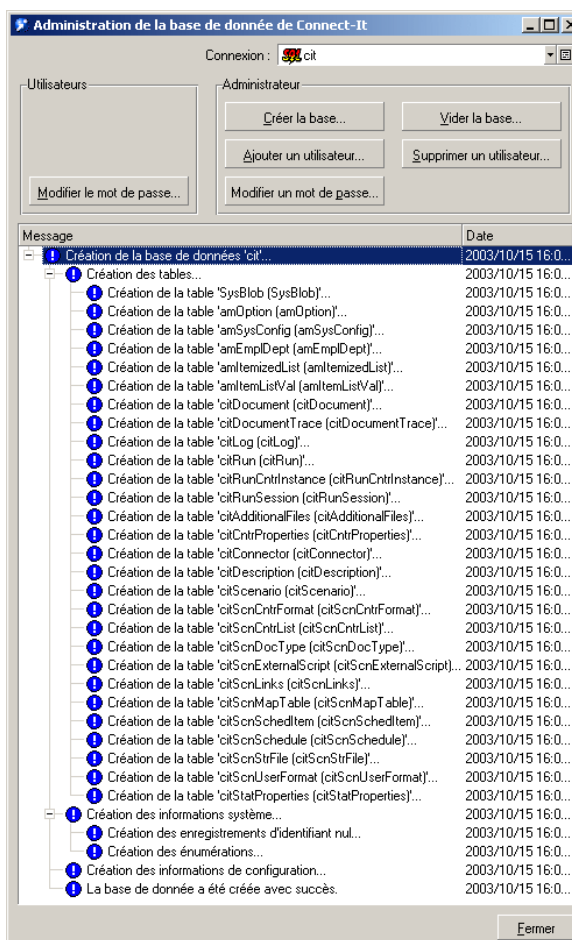 Administration de la base de donnée de Connect-It
Connexion : cit
Utilisateurs
Administrateur
Créer la base... Vider la base...
Ajouter un utilisateur... Supprimer un utilisateur...
Modifier le mot de passe... Modifier un mot de passe...
Message Date
Création de la base de données 'cit'... 2003/10/15 16:0...
Création des tables... 2003/10/15 16:0...
Création de la table 'SysBlob (SysBlob)'... 2003/10/15 16:0...
Création de la table 'amOption (amOption)'... 2003/10/15 16:0...
Création de la table 'amSysConfig (amSysConfig)'... 2003/10/15 16:0...
Création de la table 'amEmplDept (amEmplDept)'... 2003/10/15 16:0...
Création de la table 'amItemizedList (amItemizedList)'... 2003/10/15 16:0...
Création de la table 'amItemListVal (amItemListVal)'... 2003/10/15 16:0...
Création de la table 'citDocument (citDocument)'... 2003/10/15 16:0...
Création de la table 'citDocumentTrace (citDocumentTrace)'... 2003/10/15 16:0...
Création de la table 'citLog (citLog)'... 2003/10/15 16:0...
Création de la table 'citRun (citRun)'... 2003/10/15 16:0...
Création de la table 'citRunCntrInstance (citRunCntrInstance)'... 2003/10/15 16:0...
Création de la table 'citRunSession (citRunSession)'... 2003/10/15 16:0...
Création de la table 'citAdditionalFiles (citAdditionalFiles)'... 2003/10/15 16:0...
Création de la table 'citCntrProperties (citCntrProperties)'... 2003/10/15 16:0...
Création de la table 'citConnector (citConnector)'... 2003/10/15 16:0...
Création de la table 'citDescription (citDescription)'... 2003/10/15 16:0...
Création de la table 'citScenario (citScenario)'... 2003/10/15 16:0...
Création de la table 'citScnCntrFormat (citScnCntrFormat)'... 2003/10/15 16:0...
Création de la table 'citScnCntrList (citScnCntrList)'... 2003/10/15 16:0...
Création de la table 'citScnDocType (citScnDocType)'... 2003/10/15 16:0...
Création de la table 'citScnExternalScript (citScnExternalScript)... 2003/10/15 16:0...
Création de la table 'citScnLinks (citScnLinks)'... 2003/10/15 16:0...
Création de la table 'citScnMapTable (citScnMapTable)'... 2003/10/15 16:0...
Création de la table 'citScnSchedItem (citScnSchedItem)'... 2003/10/15 16:0...
Création de la table 'citScnSchedule (citScnSchedule)'... 2003/10/15 16:0...
Création de la table 'citScnStrFile (citScnStrFile)'... 2003/10/15 16:0...
Création de la table 'citScnUserFormat (citScnUserFormat)'... 2003/10/15 16:0...
Création de la table 'citStatProperties (citStatProperties)'... 2003/10/15 16:0...
Création des informations système... 2003/10/15 16:0...
Création des enregistrements d'identifiant nul... 2003/10/15 16:0...
Création des énumérations... 2003/10/15 16:0...
Création des informations de configuration... 2003/10/15 16:0...
La base de donnée a été créée avec succès. 2003/10/15 16:0...
Fermer